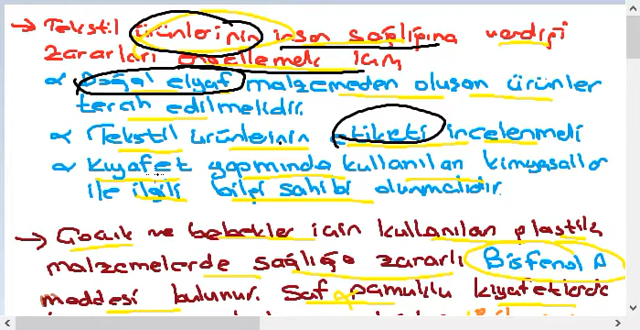 → Tekstil ürünlerinin insan sağlığına verdiği
zararları engellemek için
α Doğal elyaf malzemeden oluşan ürünler
tercih edilmelidir.
α Tekstil ürünlerinin etiketi incelenmeli
α Kıyafet yapımında kullanılan kimyasallar
ile ilgili bilgi sahibi olunmalıdır.
→ Çocuk ve bebekler için kullanılan plastik
malzemelerde sağlığa zararlı Bisfenol A
maddesi bulunur. Saf pamuklu kıyafetlerde